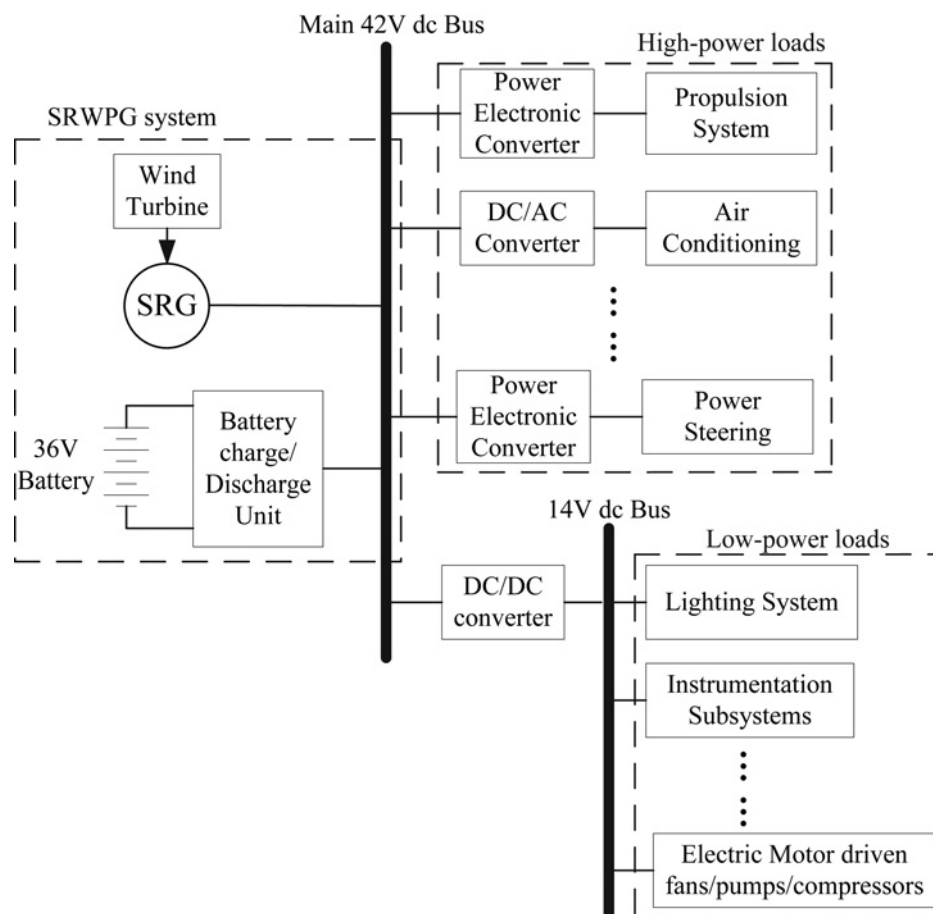 Main 42V dc Bus
High-power loads
SRWPG system
Wind
Turbine
SRG
36V
Battery
Battery
charge/
Discharge
Unit
Power
Electronic
Converter
Propulsion
System
DC/AC
Converter
Air
Conditioning
Power
Electronic
Converter
Power
Steering
14V dc Bus
Low-power loads
DC/DC
converter
Lighting System
Instrumentation
Subsystems
Electric Motor driven
fans/pumps/compressors